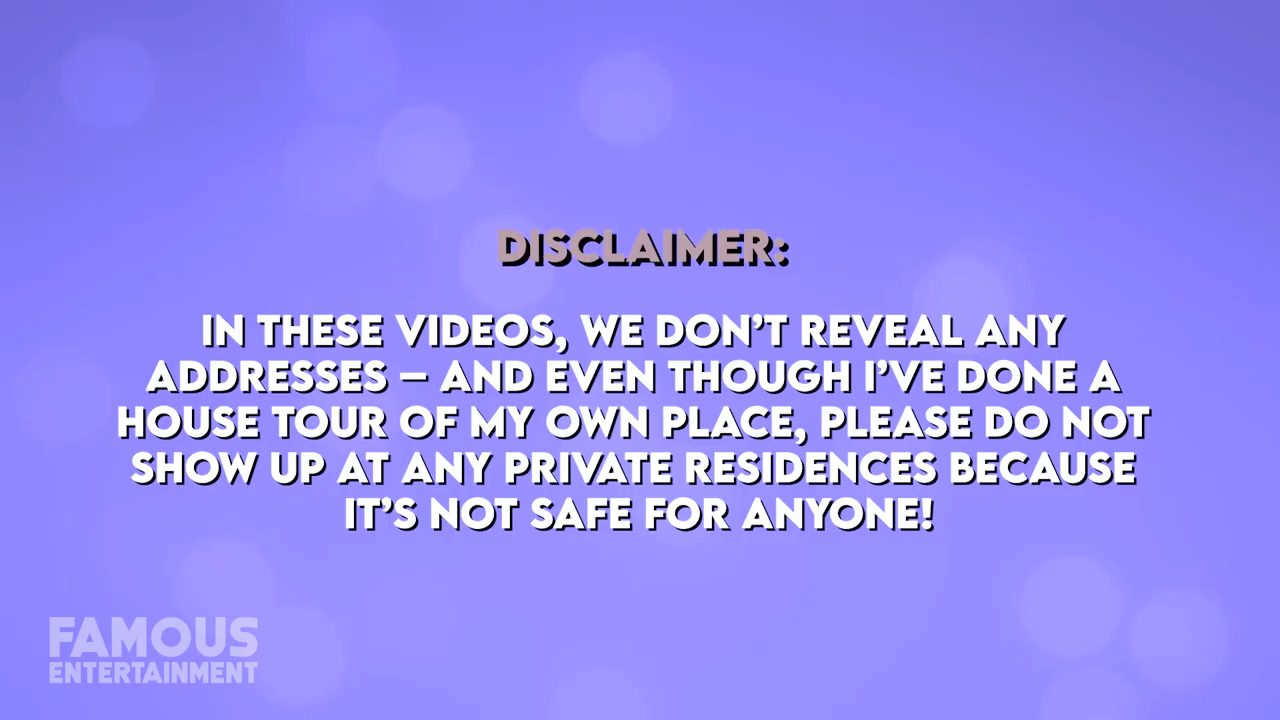 DISCLAIMER:
IN THESE VIDEOS, WE DON'T REVEAL ANY
ADDRESSES – AND EVEN THOUGH I'VE DONE A
HOUSE TOUR OF MY OWN PLACE, PLEASE DO NOT
SHOW UP AT ANY PRIVATE RESIDENCES BECAUSE
IT'S NOT SAFE FOR ANYONE!
FAMOUS
ENTERTAINMENT